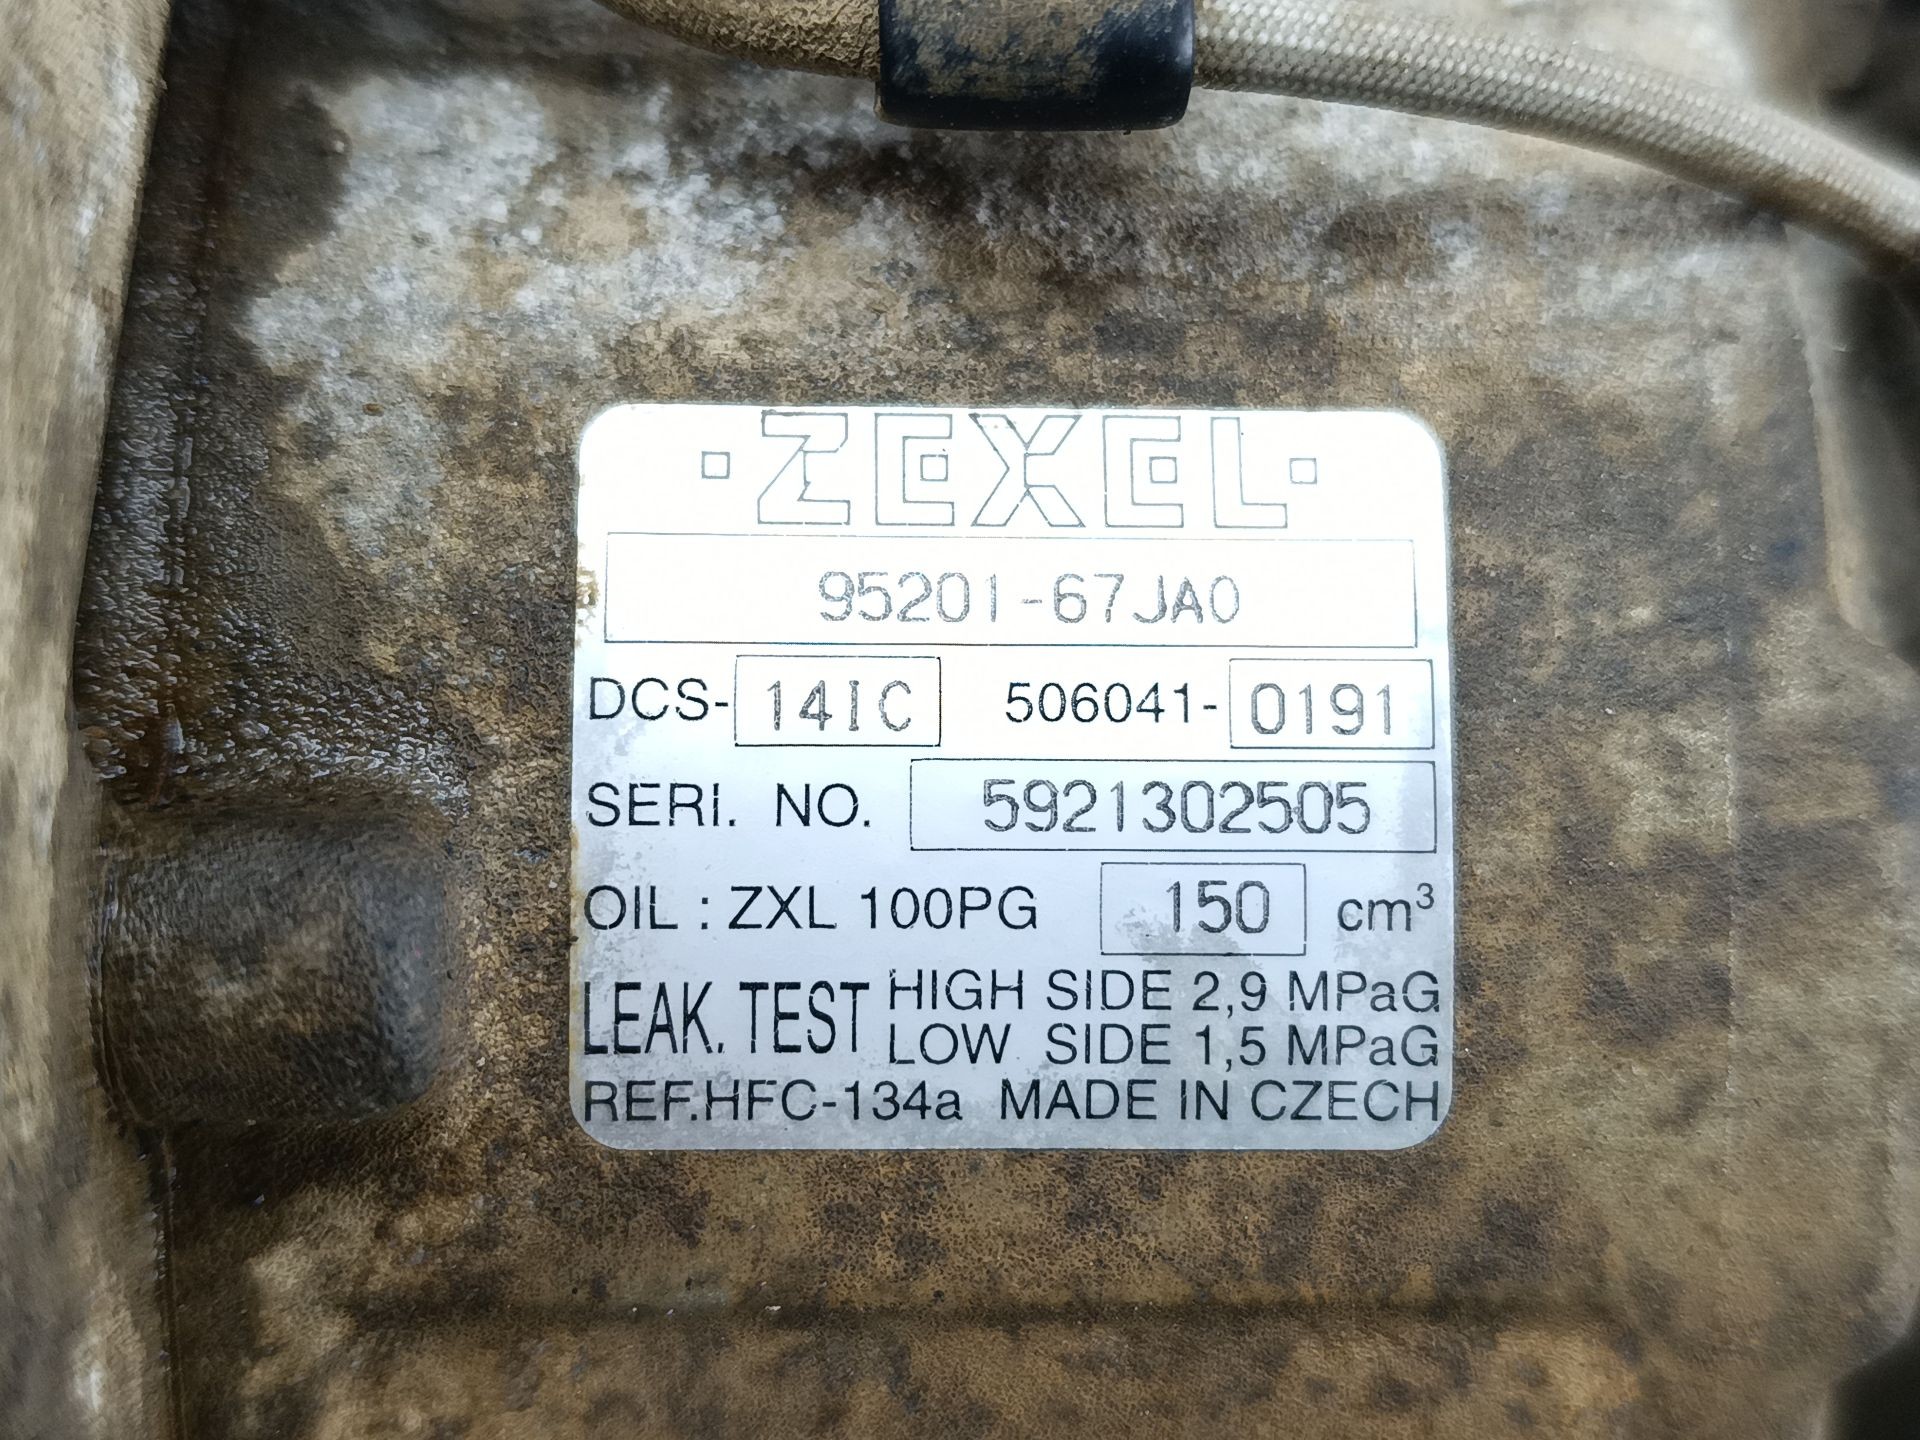 ·ZEXEL·
95201-67JA0
DCS-14IC 506041-0191
SERI. NO. 5921302505
OIL : ZXL 100PG 150 cm³
LEAK. TEST HIGH SIDE 2,9 MPaG
LOW SIDE 1,5 MPaG
REF.HFC-134a MADE IN CZECH